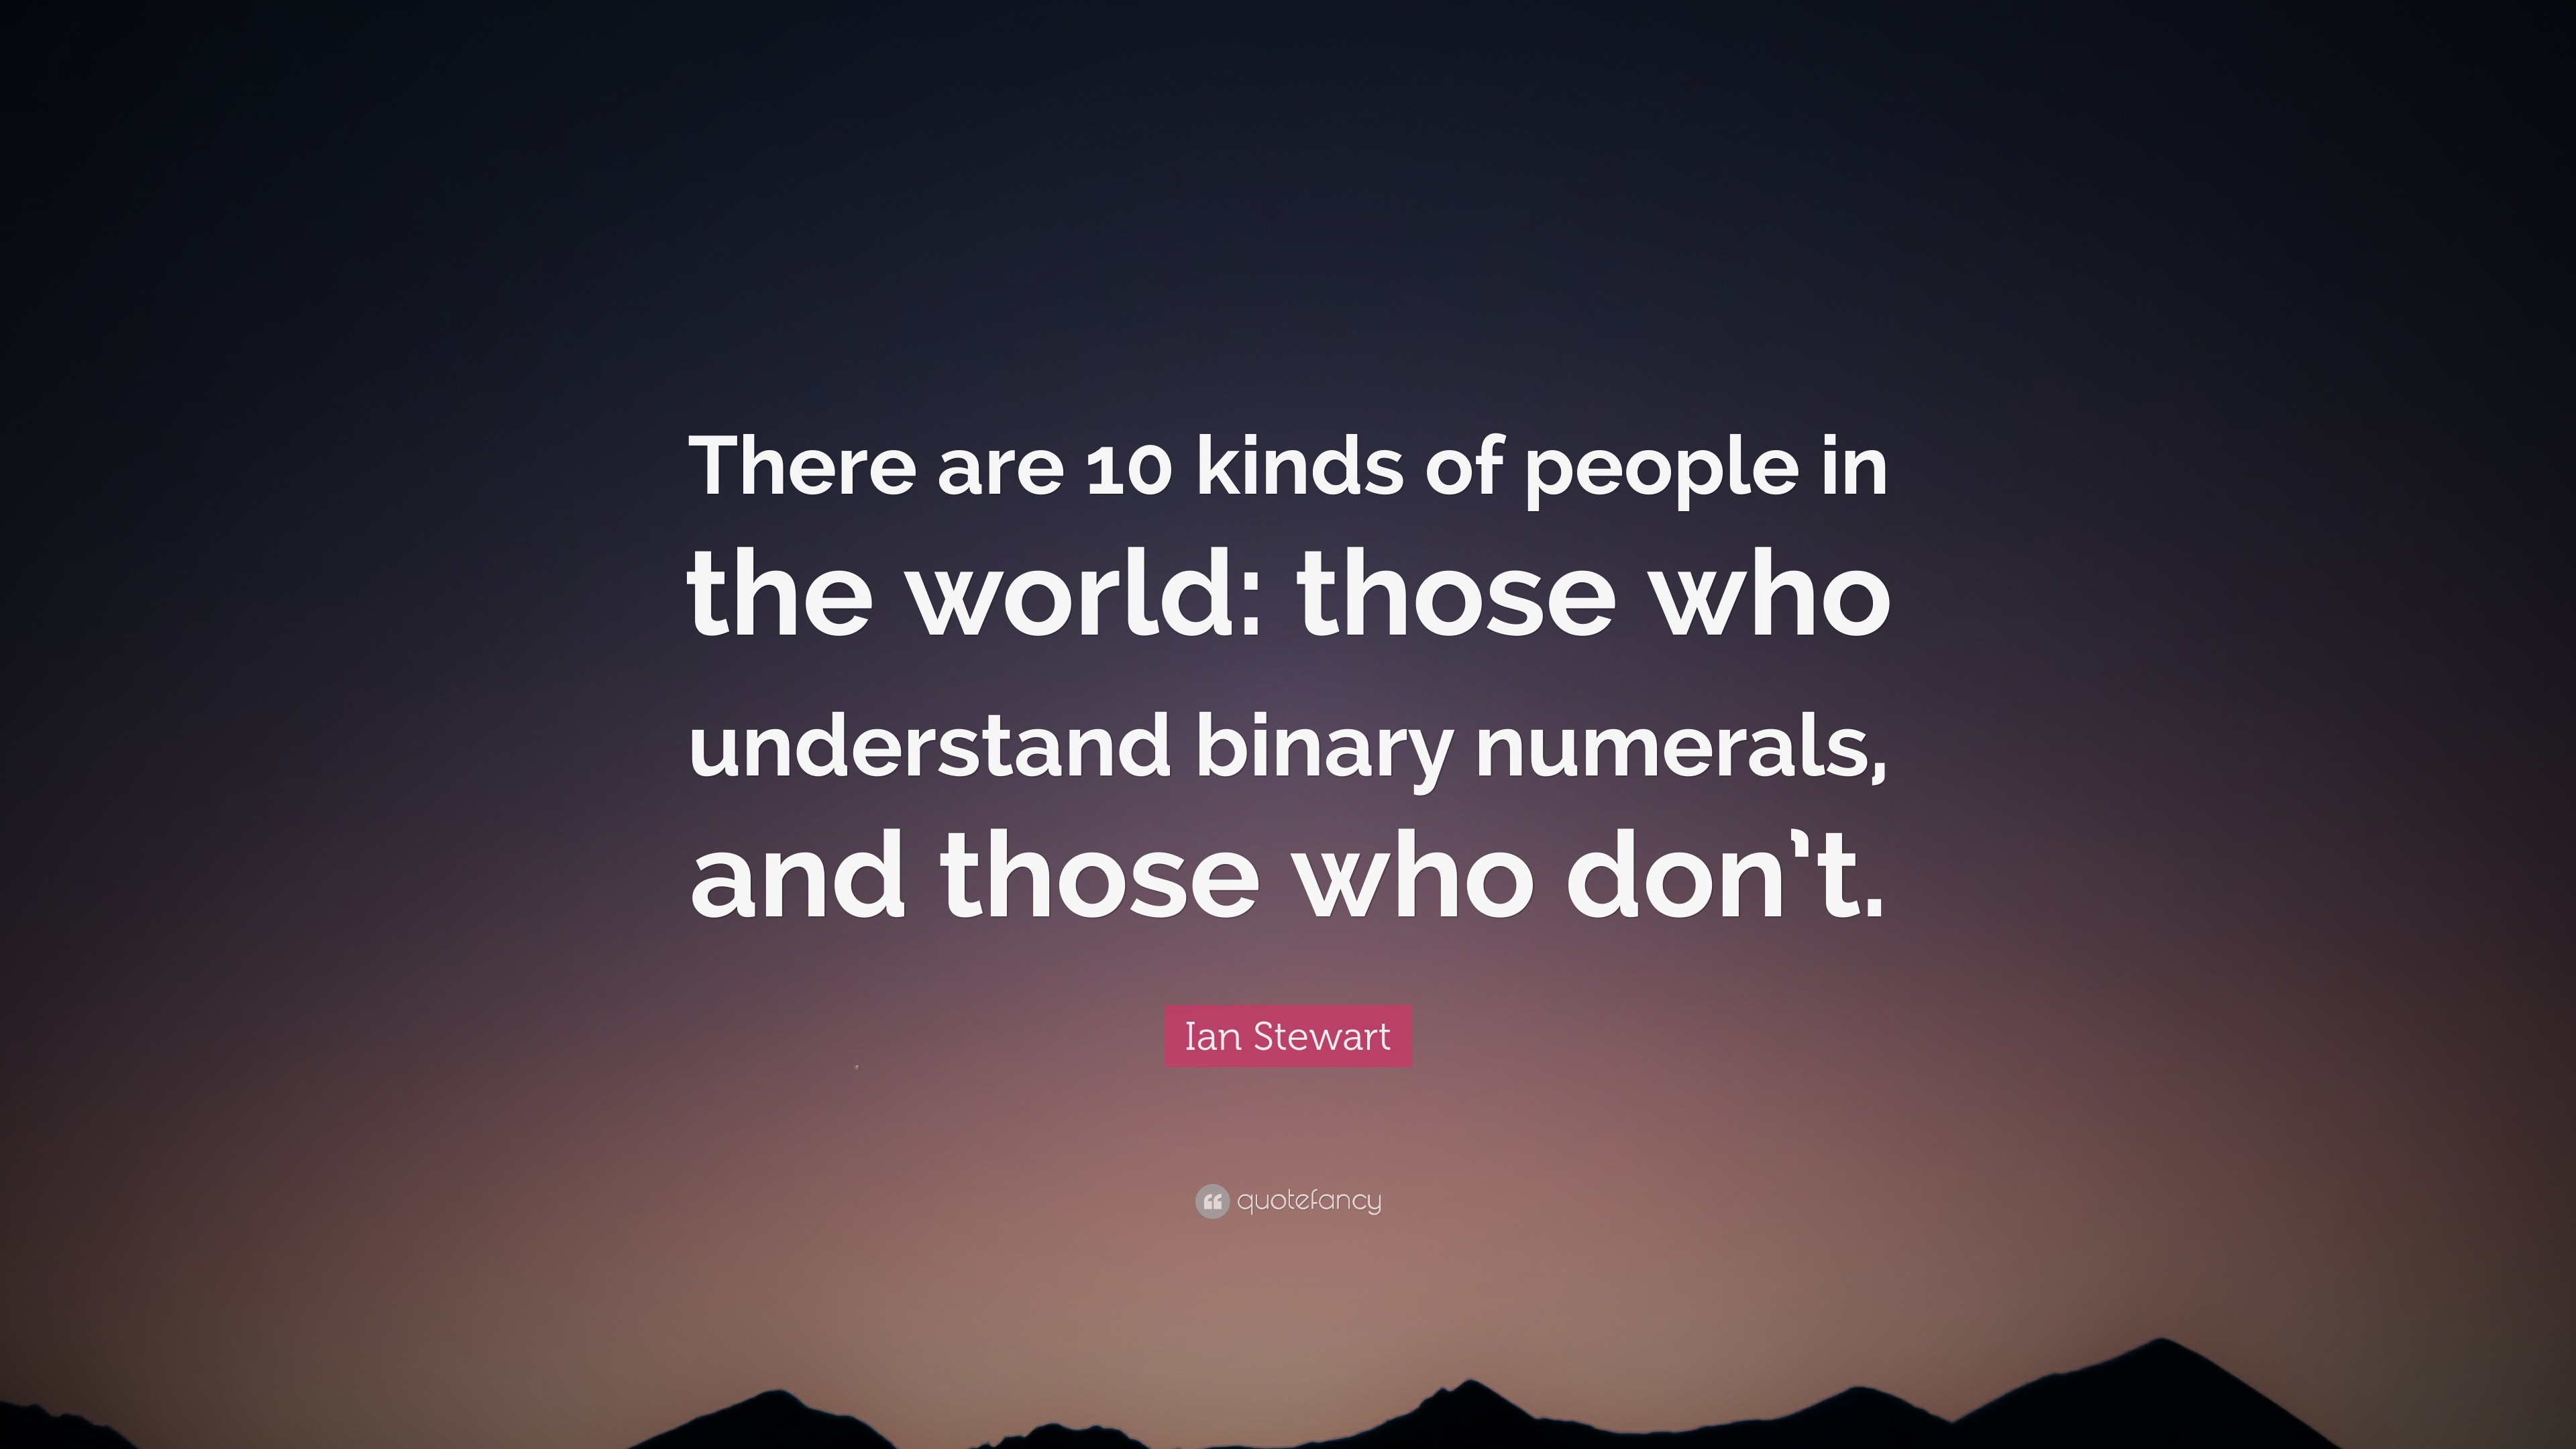 There are 10 kinds of people in
the world: those who
understand binary numerals,
and those who don’t.
Ian Stewart
quotefancy